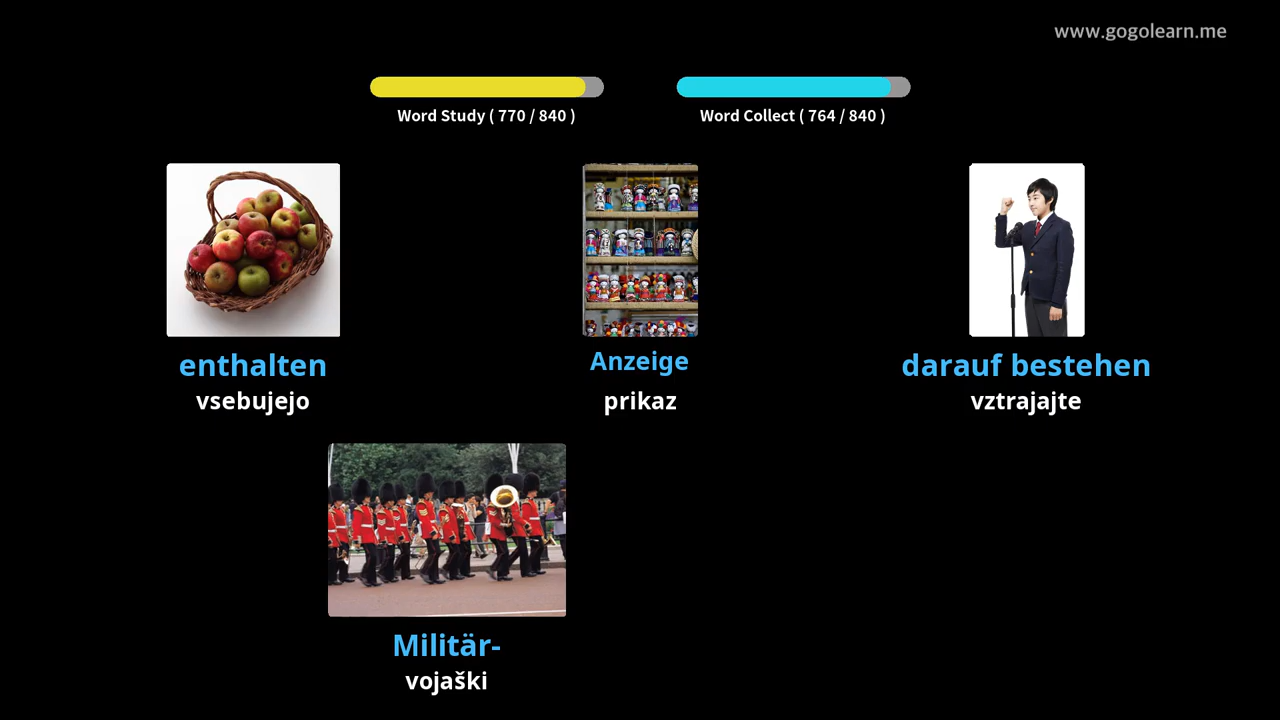 www.gogolearn.me
Word Study ( 770 / 840 )
Word Collect ( 764 / 840 )
enthalten
vsebujejo
Anzeige
prikaz
darauf bestehen
vztrajajte
Militär-
vojaški